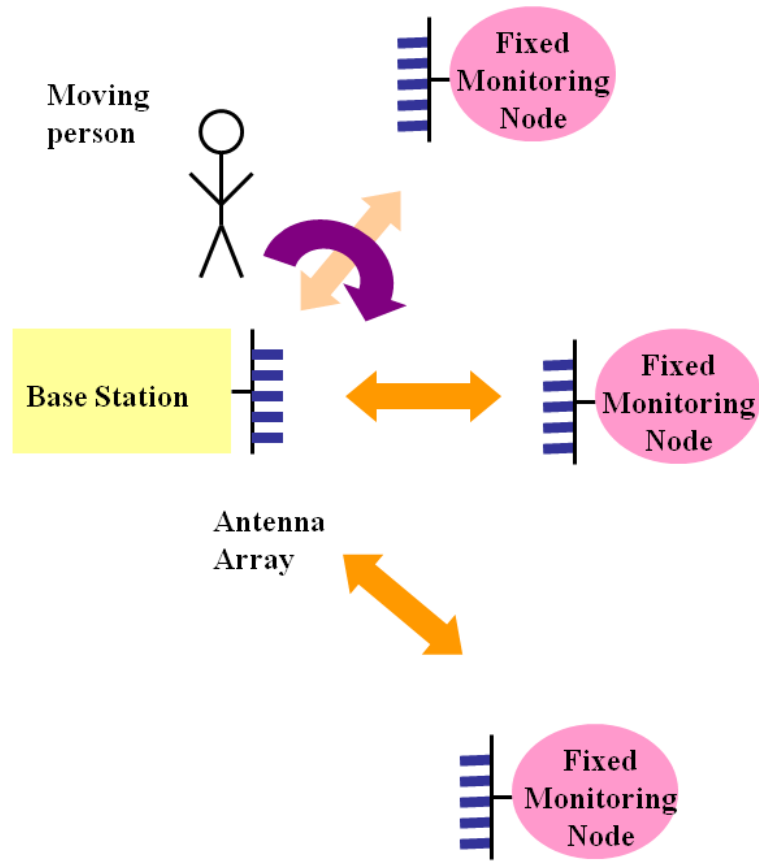 Fixed
Monitoring
Node
Moving
person
Base Station
Fixed
Monitoring
Node
Antenna
Array
Fixed
Monitoring
Node